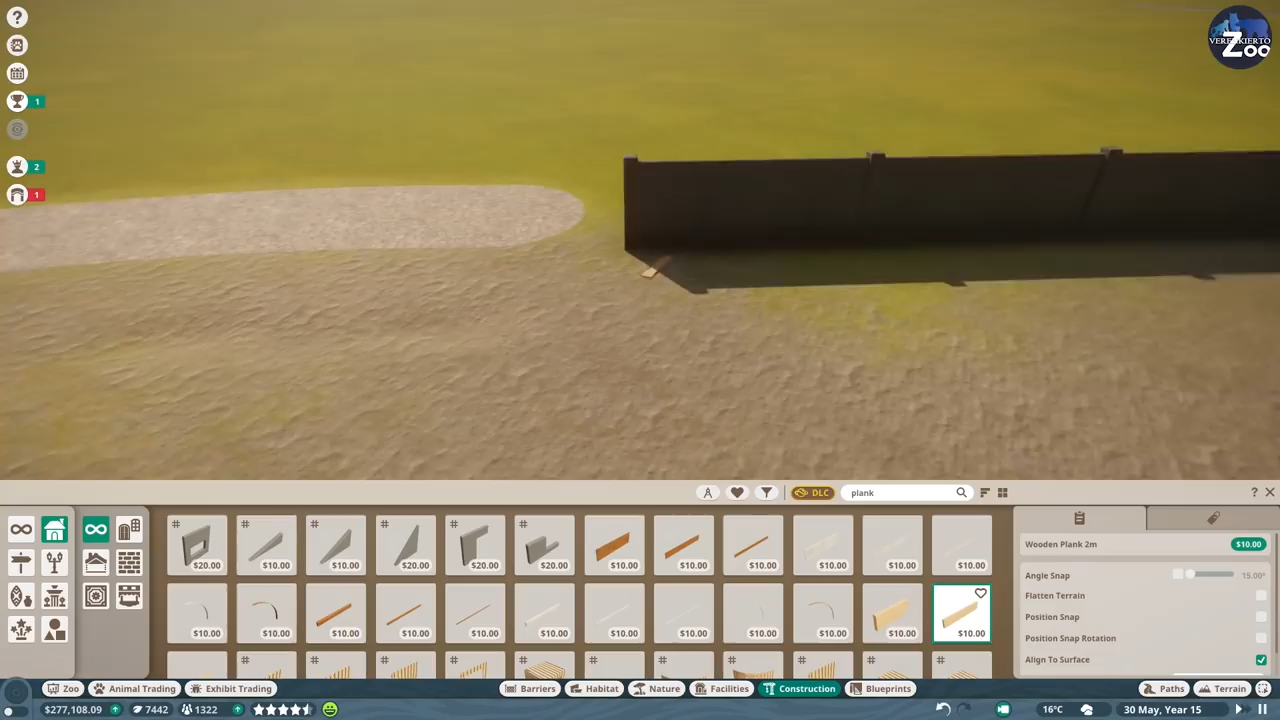 ?
VEREKKIERTO
Zoo
1
2
1
DLC
plank
?
$20.00 $10.00 $10.00 $20.00 $10.00 $20.00 $10.00 $10.00 $10.00 $10.00 $10.00 $10.00
$10.00 $10.00 $10.00 $10.00 $10.00 $10.00 $10.00 $10.00 $10.00 $10.00 $10.00 $10.00
Wooden Plank 2m $10.00
Angle Snap 15.00°
Flatten Terrain
Position Snap
Position Snap Rotation
Align To Surface
Zoo Animal Trading Exhibit Trading Barriers Habitat Nature Facilities Construction Blueprints Paths Terrain
$277,108.09 7442 1322 16°C 30 May, Year 15